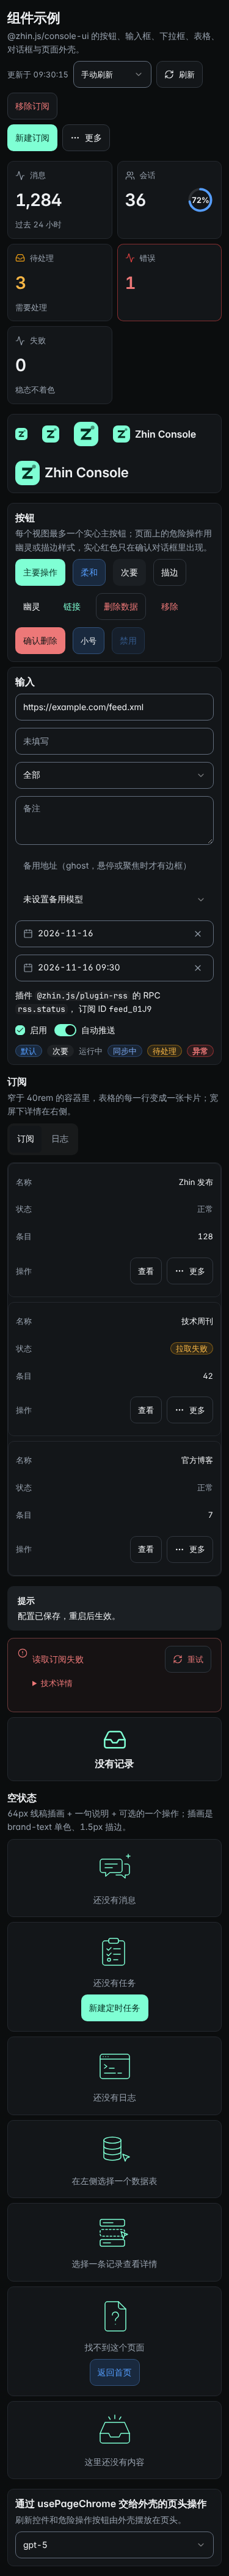 组件示例
@zhin.js/console-ui 的按钮、输入框、下拉框、表格、
对话框与页面外壳。
更新于 09:30:15
手动刷新
刷新
移除订阅
新建订阅
更多
消息
1,284
过去 24 小时
会话
36
72%
待处理
3
需要处理
错误
1
失败
0
稳态不着色
Zhin Console
Zhin Console
按钮
每个视图最多一个实心主按钮；页面上的危险操作用
幽灵或描边样式，实心红色只在确认对话框里出现。
主要操作
柔和
次要
描边
幽灵
链接
删除数据
移除
确认删除
小号
禁用
输入
https://example.com/feed.xml
未填写
全部
备注
备用地址（ghost，悬停或聚焦时才有边框）
未设置备用模型
2026-11-16
2026-11-16 09:30
插件 @zhin.js/plugin-rss 的 RPC
rss.status ，订阅 ID feed_01J9
启用
自动推送
默认
次要
运行中
同步中
待处理
异常
订阅
窄于 40rem 的容器里，表格的每一行变成一张卡片；宽
屏下详情在右侧。
订阅
日志
名称
Zhin 发布
状态
正常
条目
128
操作
查看
更多
名称
技术周刊
状态
拉取失败
条目
42
操作
查看
更多
名称
官方博客
状态
正常
条目
7
操作
查看
更多
提示
配置已保存，重启后生效。
读取订阅失败
重试
技术详情
没有记录
空状态
64px 线稿插画 + 一句说明 + 可选的一个操作；插画是
brand-text 单色、1.5px 描边。
还没有消息
还没有任务
新建定时任务
还没有日志
在左侧选择一个数据表
选择一条记录查看详情
找不到这个页面
返回首页
这里还没有内容
通过 usePageChrome 交给外壳的页头操作
刷新控件和危险操作按钮由外壳摆放在页头。
gpt-5